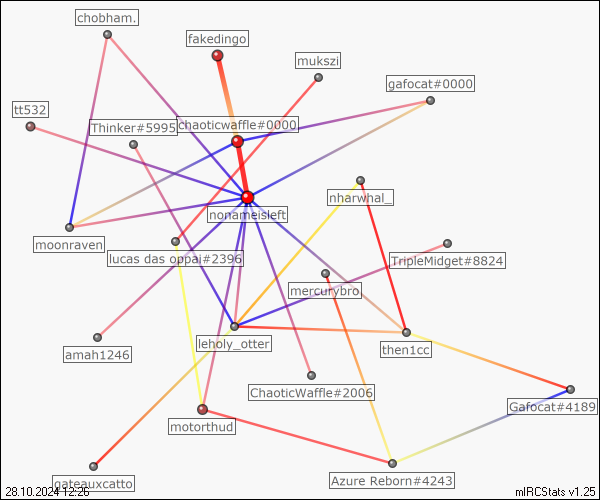 chobham.
fakedingo
mukszi
gafocat#0000
tt532
Thinker#5995
chaoticwaffle#0000
nharwhal_
nonameisleft
moonraven
lucas das oppai#2396
TripleMidget#8824
mercurybro.
leholy_otter
then1cc
amah1246
ChaoticWaffle#2006
Gafocat#4189
motorthud
gateauxcatto
Azure Reborn#4243
28.10.2024 12:26
mIRCStats v1.25